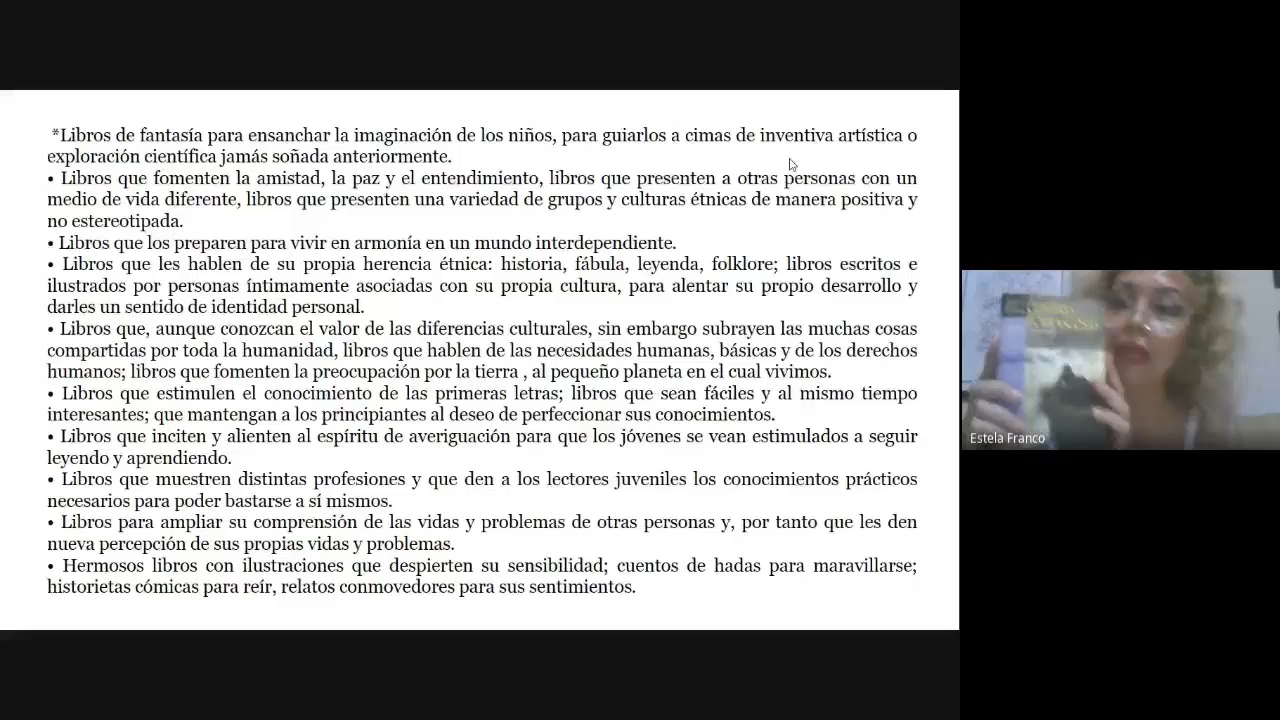 *Libros de fantasía para ensanchar la imaginación de los niños, para guiarlos a cimas de inventiva artística o
exploración científica jamás soñada anteriormente.
• Libros que fomenten la amistad, la paz y el entendimiento, libros que presenten a otras personas con un
medio de vida diferente, libros que presenten una variedad de grupos y culturas étnicas de manera positiva y
no estereotipada.
• Libros que los preparen para vivir en armonía en un mundo interdependiente.
• Libros que les hablen de su propia herencia étnica: historia, fábula, leyenda, folklore; libros escritos e
ilustrados por personas íntimamente asociadas con su propia cultura, para alentar su propio desarrollo y
darles un sentido de identidad personal.
• Libros que, aunque conozcan el valor de las diferencias culturales, sin embargo subrayen las muchas cosas
compartidas por toda la humanidad, libros que hablen de las necesidades humanas, básicas y de los derechos
humanos; libros que fomenten la preocupación por la tierra , al pequeño planeta en el cual vivimos.
• Libros que estimulen el conocimiento de las primeras letras; libros que sean fáciles y al mismo tiempo
interesantes; que mantengan a los principiantes al deseo de perfeccionar sus conocimientos.
• Libros que inciten y alienten al espíritu de averiguación para que los jóvenes se vean estimulados a seguir
leyendo y aprendiendo.
• Libros que muestren distintas profesiones y que den a los lectores juveniles los conocimientos prácticos
necesarios para poder bastarse a sí mismos.
• Libros para ampliar su comprensión de las vidas y problemas de otras personas y, por tanto que les den
nueva percepción de sus propias vidas y problemas.
• Hermosos libros con ilustraciones que despierten su sensibilidad; cuentos de hadas para maravillarse;
historietas cómicas para reír, relatos conmovedores para sus sentimientos.
Estela Franco